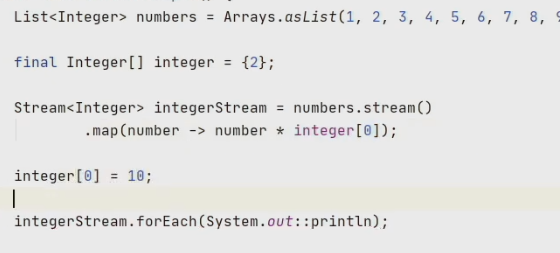 List<Integer> numbers = Arrays.asList(1, 2, 3, 4, 5, 6, 7, 8, 9
final Integer[] integer = {2};
Stream<Integer> integerStream = numbers.stream()
.map(number -> number * integer[0]);
integer[0] = 10;
integerStream.forEach(System.out::println);